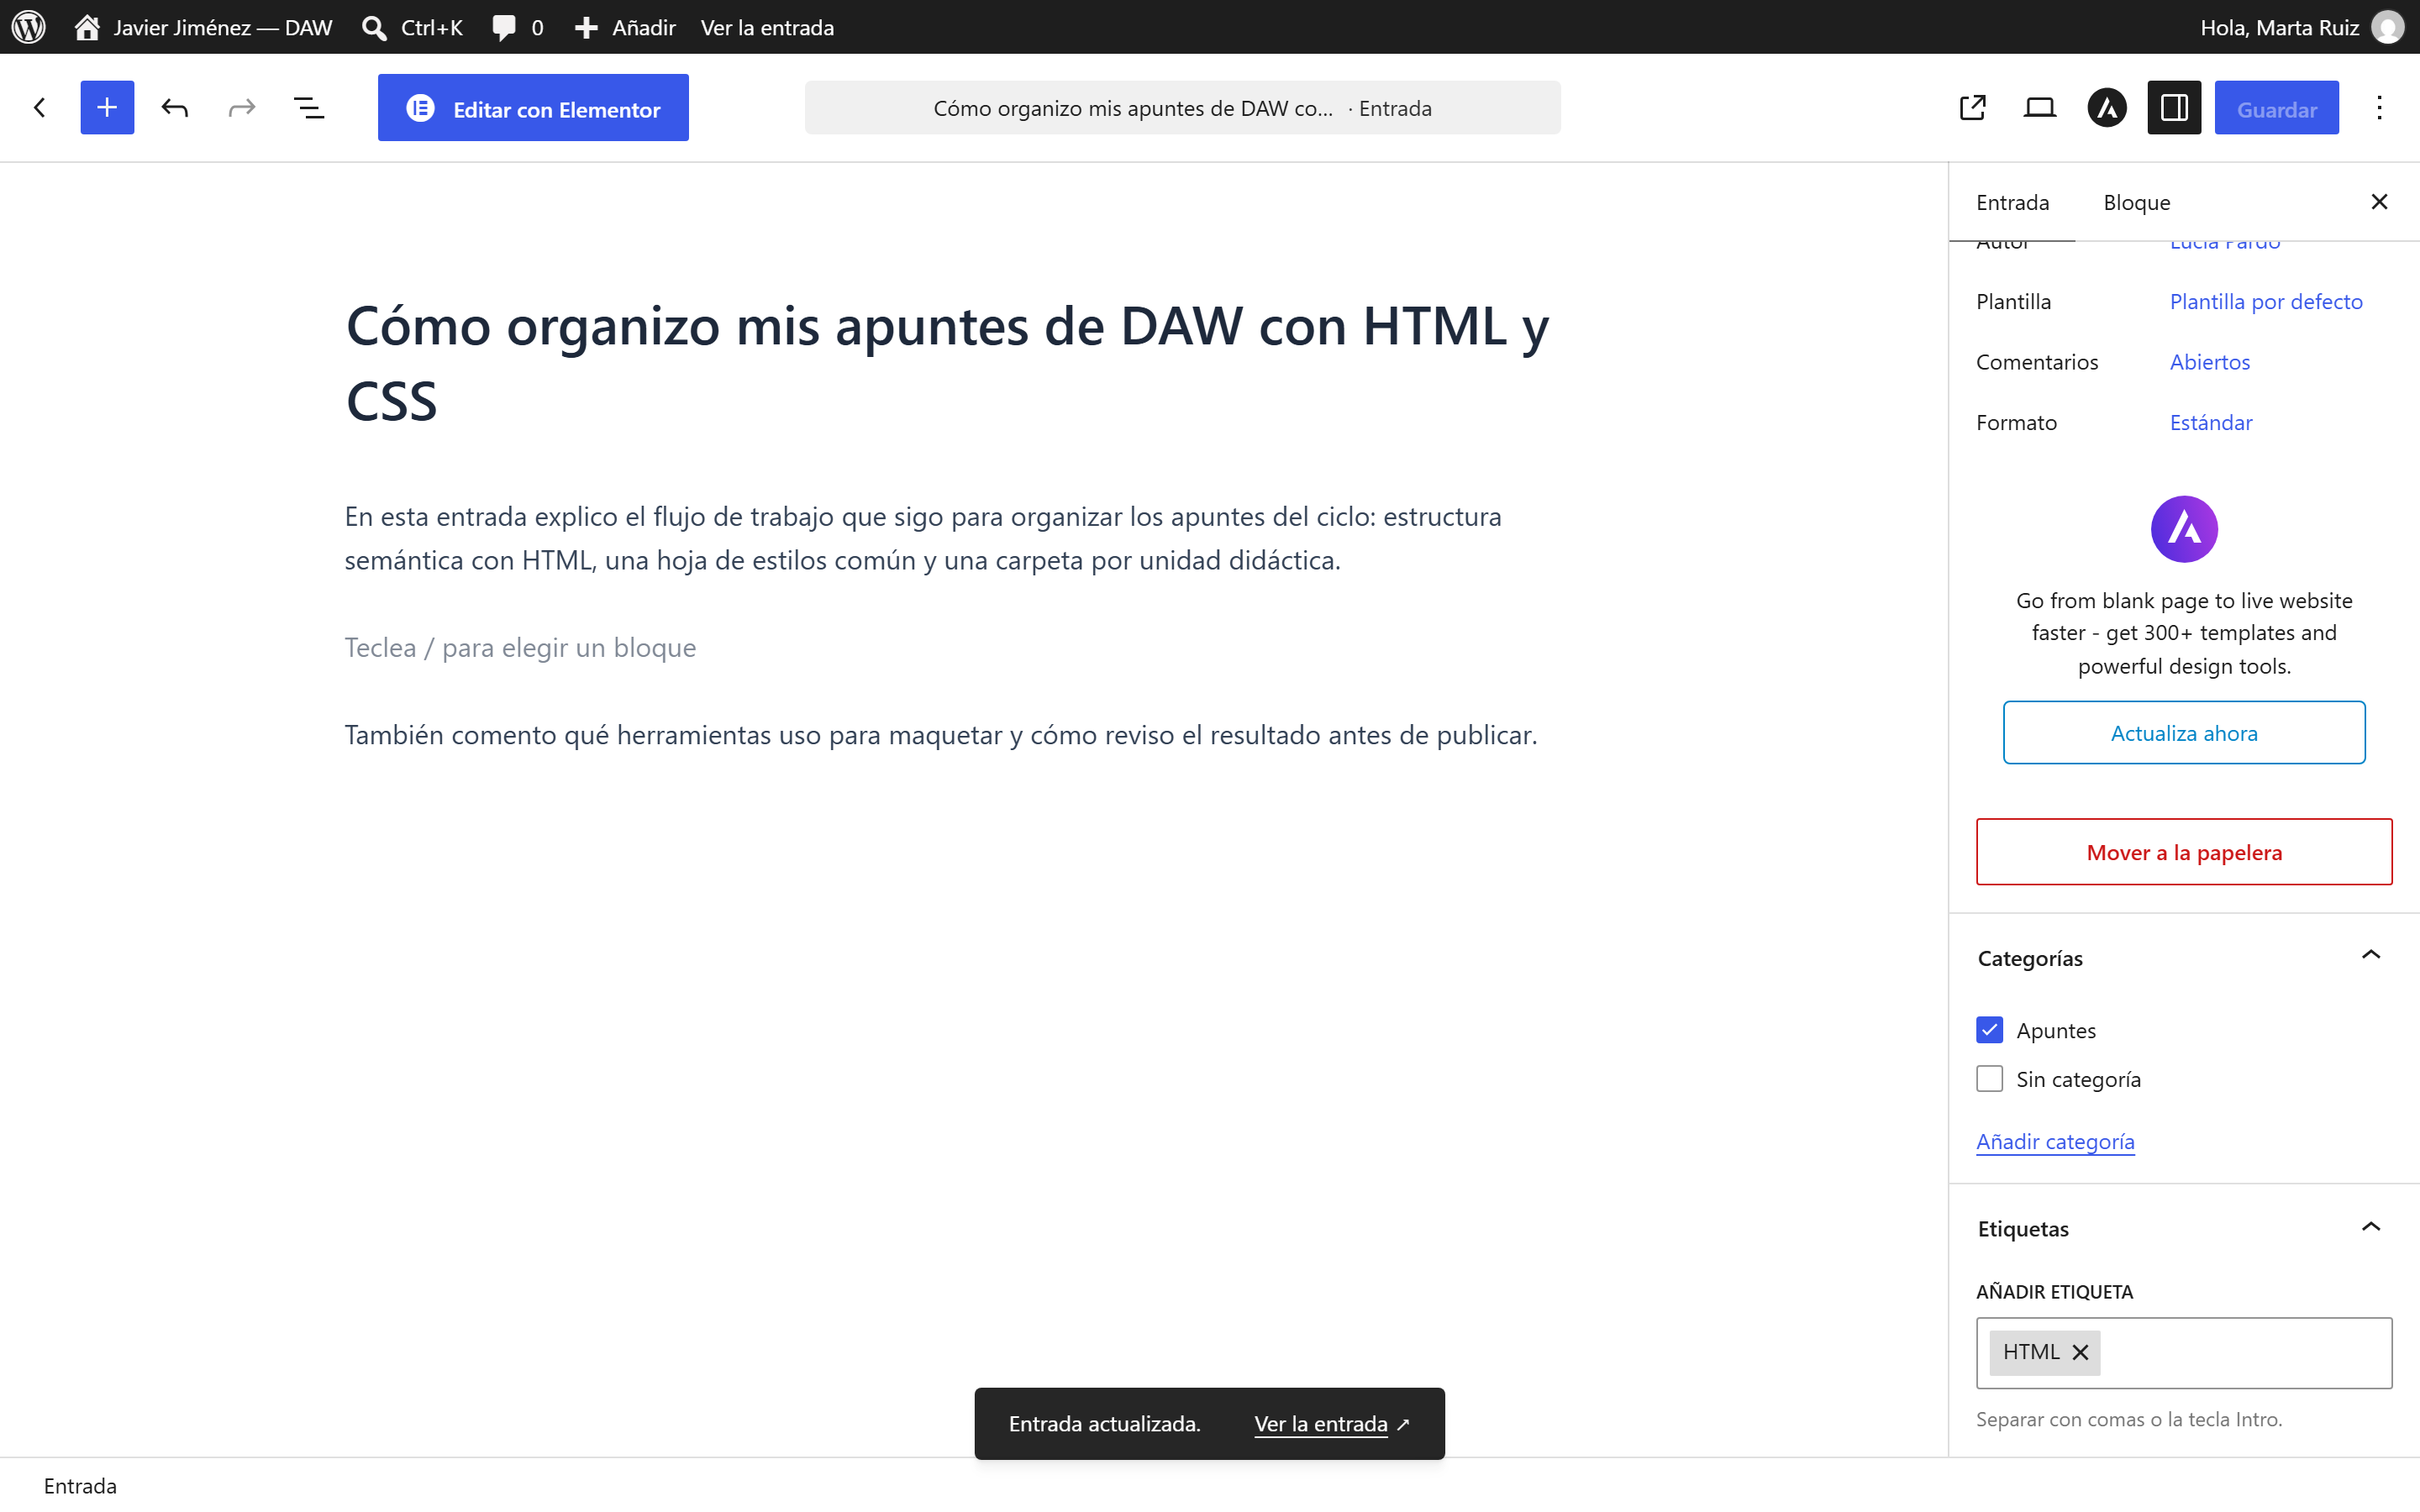 Javier Jiménez — DAW Ctrl+K 0 Añadir Ver la entrada Hola, Marta Ruiz
Editar con Elementor Cómo organizo mis apuntes de DAW co... · Entrada Guardar
Entrada Bloque
Autor Lucía Pardo
Plantilla Plantilla por defecto
Comentarios Abiertos
Formato Estándar
Go from blank page to live website
faster - get 300+ templates and
powerful design tools.
Actualiza ahora
Mover a la papelera
Categorías
Apuntes
Sin categoría
Añadir categoría
Etiquetas
AÑADIR ETIQUETA
HTML
Separar con comas o la tecla Intro.
Cómo organizo mis apuntes de DAW con HTML y
CSS
En esta entrada explico el flujo de trabajo que sigo para organizar los apuntes del ciclo: estructura
semántica con HTML, una hoja de estilos común y una carpeta por unidad didáctica.
Teclea / para elegir un bloque
También comento qué herramientas uso para maquetar y cómo reviso el resultado antes de publicar.
Entrada actualizada. Ver la entrada ↗
Entrada